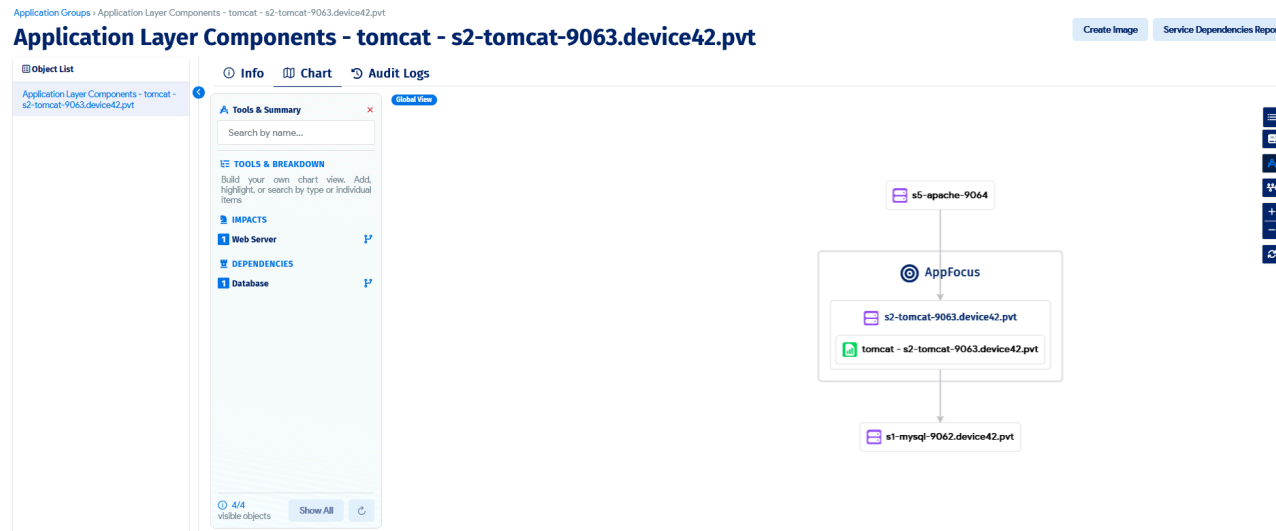 Application Groups › Application Layer Components - tomcat - s2-tomcat-9063.device42.pvt
Application Layer Components - tomcat - s2-tomcat-9063.device42.pvt
Create Image
Service Dependencies Repor
Object List
Application Layer Components - tomcat -
s2-tomcat-9063.device42.pvt
Info
Chart
Audit Logs
Tools & Summary
×
Search by name...
TOOLS & BREAKDOWN
Build your own chart view. Add,
highlight, or search by type or individual
items
IMPACTS
1 Web Server
DEPENDENCIES
1 Database
4/4
visible objects
Show All
Global View
s5-apache-9064
AppFocus
s2-tomcat-9063.device42.pvt
tomcat - s2-tomcat-9063.device42.pvt
s1-mysql-9062.device42.pvt